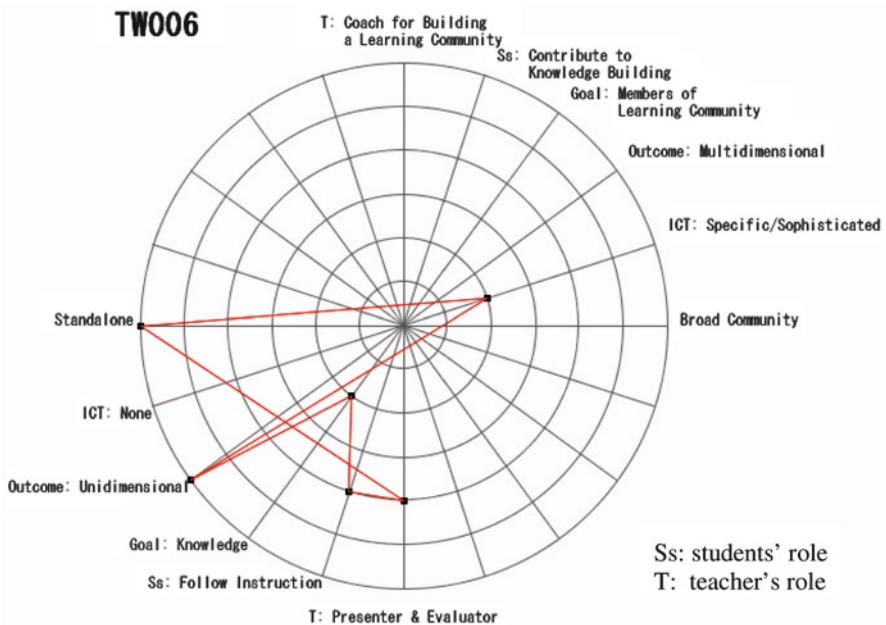 TW006
T: Coach for Building
a Learning Community
Ss: Contribute to
Knowledge Building
Goal: Members of
Learning Community
Outcome: Multidimensional
ICT: Specific/Sophisticated
Standalone
Broad Community
ICT: None
Outcome: Unidimensional
Goal: Knowledge
Ss: Follow Instruction
T: Presenter & Evaluator
Ss: students' role
T: teacher's role